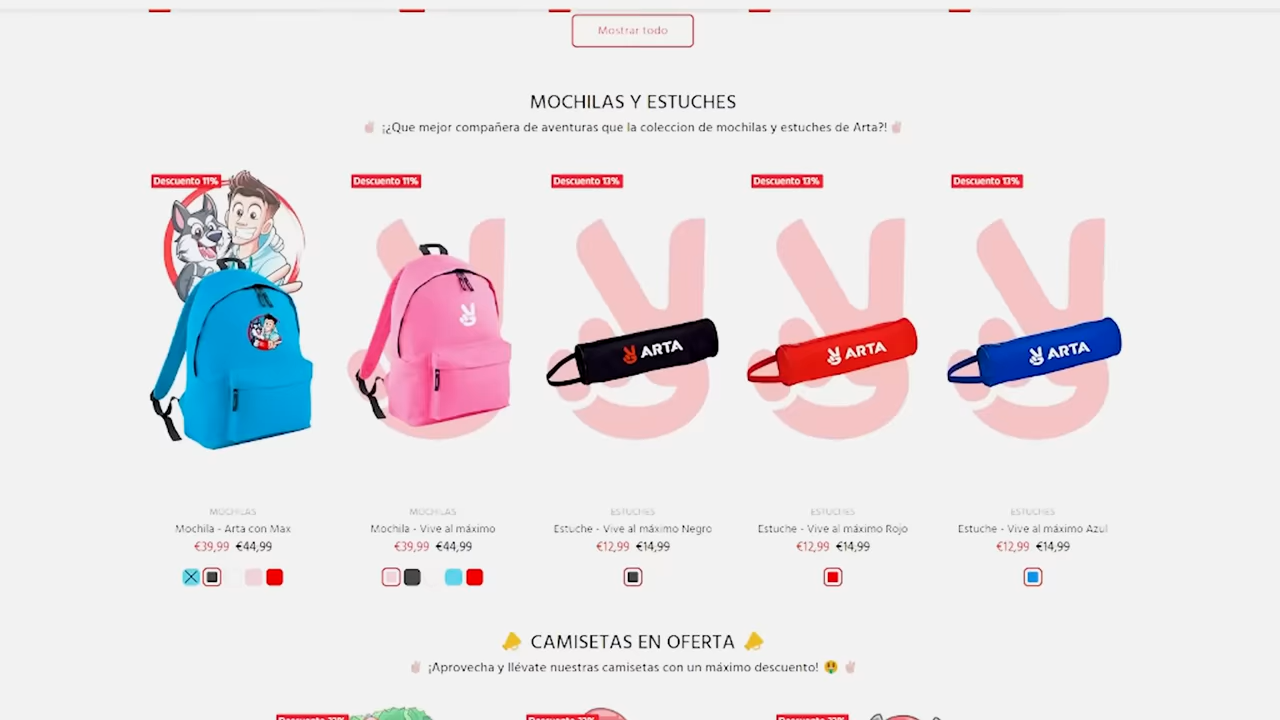 Mostrar todo
MOCHILAS Y ESTUCHES
¡¿Que mejor compañera de aventuras que la coleccion de mochilas y estuches de Arta?!
Descuento 11%
Descuento 11%
Descuento 13%
Descuento 13%
Descuento 13%
ARTA
ARTA
ARTA
MOCHILAS
MOCHILAS
ESTUCHES
ESTUCHES
ESTUCHES
Mochila - Arta con Max
Mochila - Vive al máximo
Estuche - Vive al máximo Negro
Estuche - Vive al máximo Rojo
Estuche - Vive al máximo Azul
€39,99 €44,99
€39,99 €44,99
€12,99 €14,99
€12,99 €14,99
€12,99 €14,99
CAMISETAS EN OFERTA
¡Aprovecha y llévate nuestras camisetas con un máximo descuento!